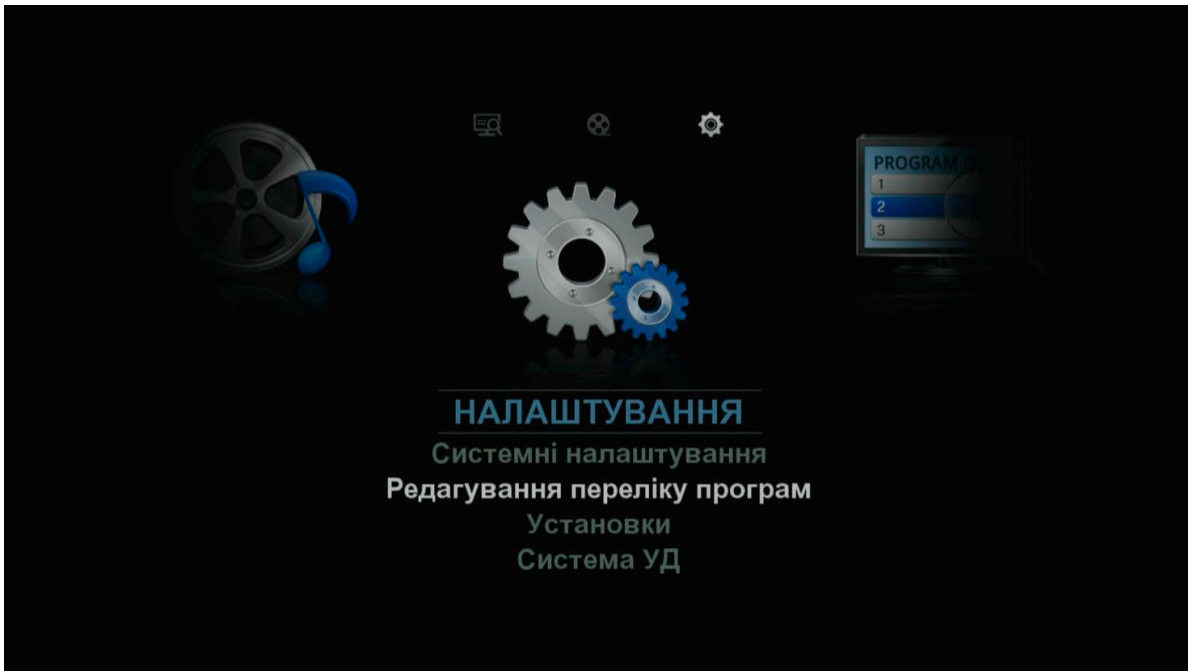 PROGRAM
1
2
3
НАЛАШТУВАННЯ
Системні налаштування
Редагування переліку програм
Установки
Система УД